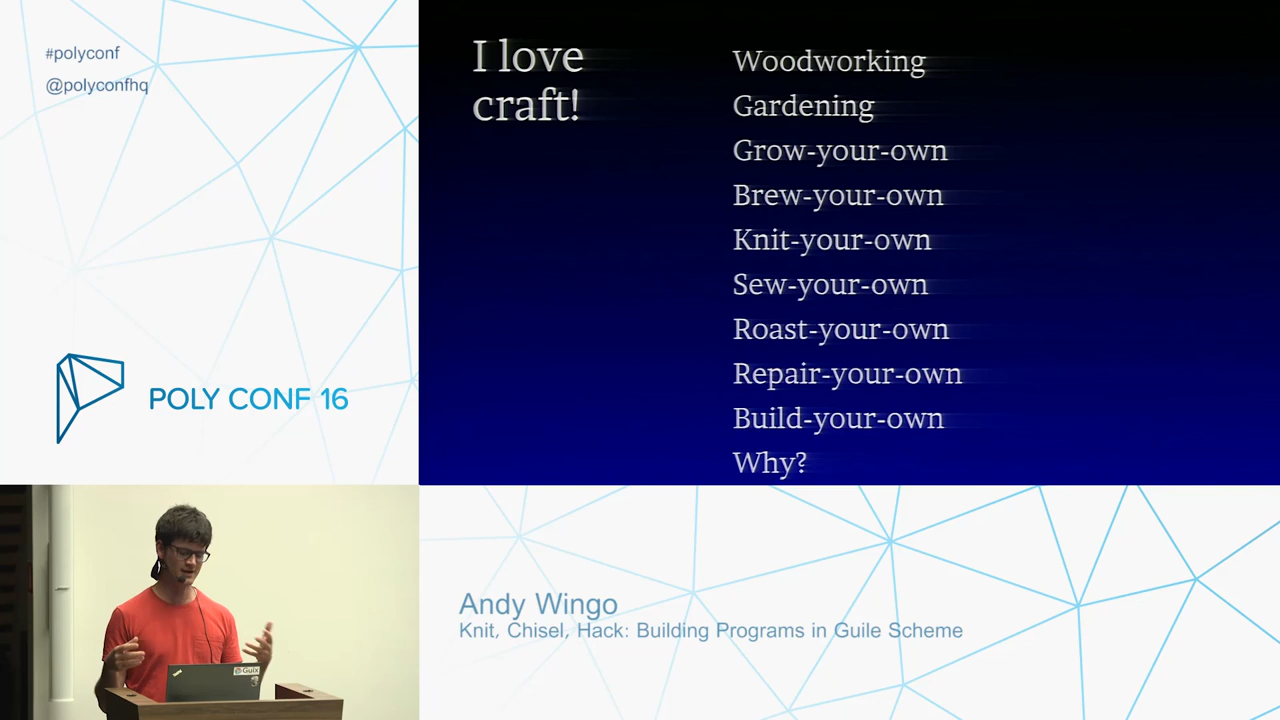 #polyconf
@polyconfhq
POLY CONF 16
I love
craft!
Woodworking
Gardening
Grow-your-own
Brew-your-own
Knit-your-own
Sew-your-own
Roast-your-own
Repair-your-own
Build-your-own
Why?
Guix
Andy Wingo
Knit, Chisel, Hack: Building Programs in Guile Scheme